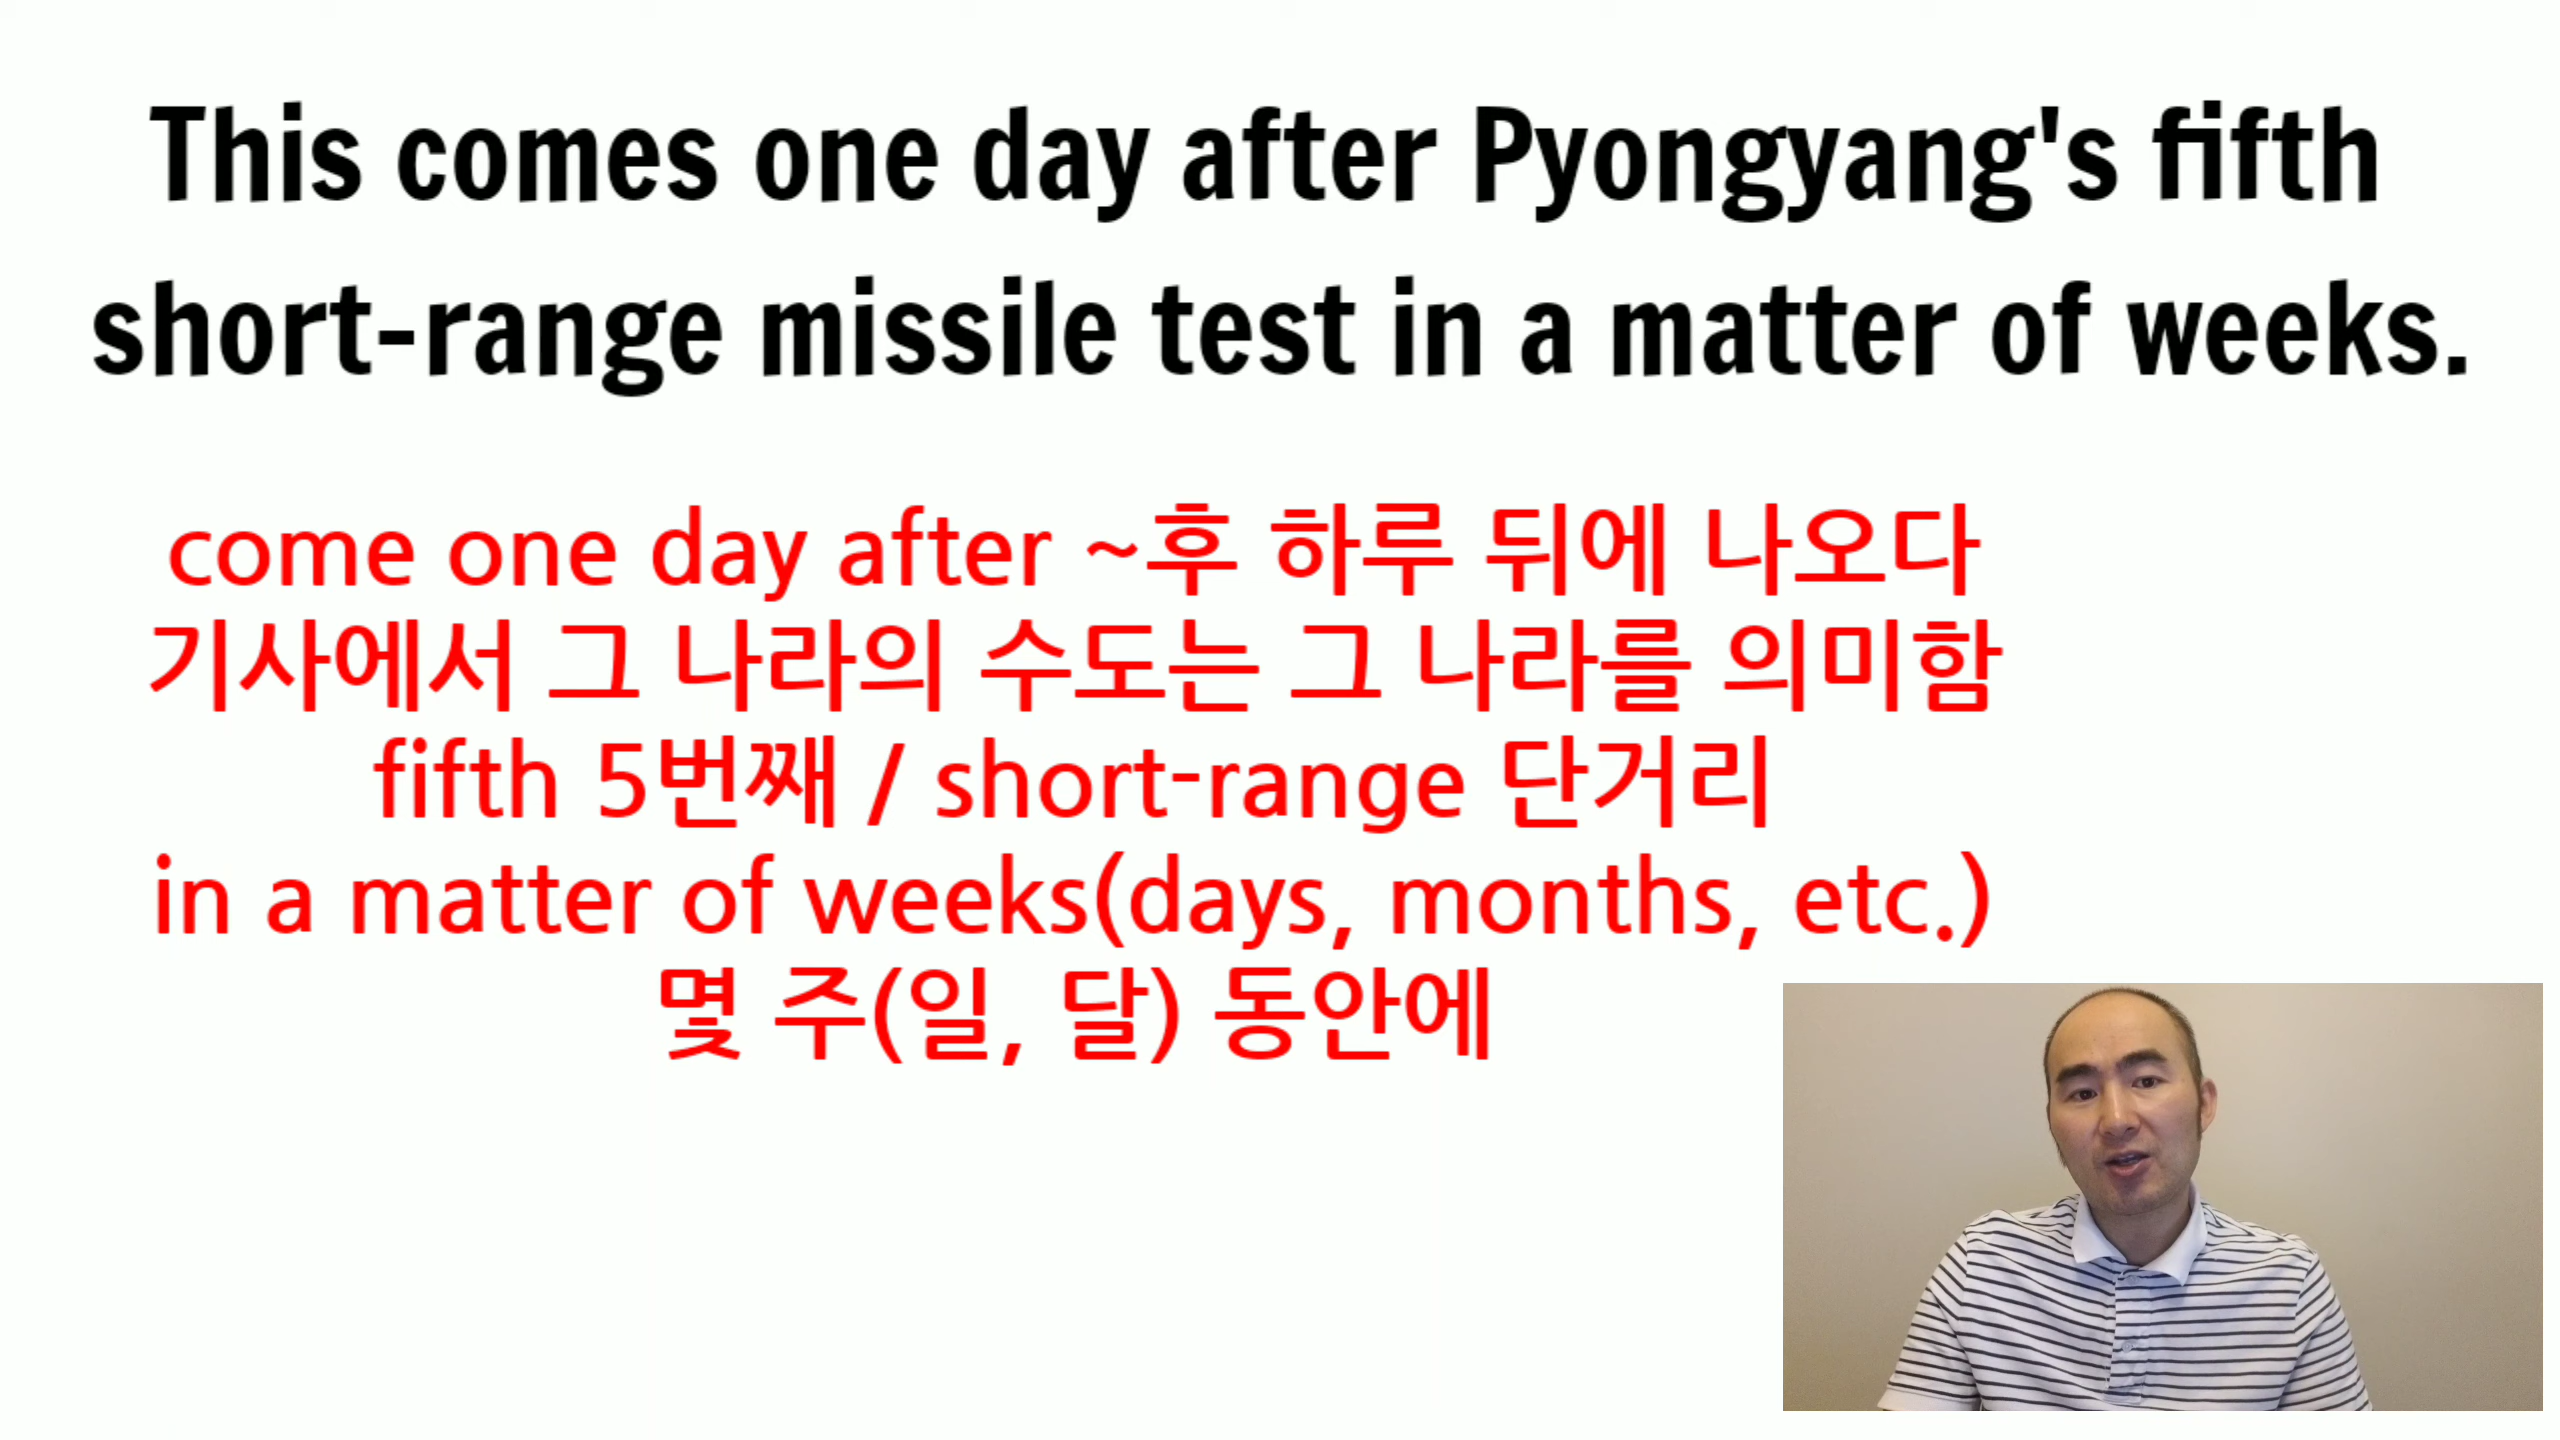 This comes one day after Pyongyang's fifth
short-range missile test in a matter of weeks.
come one day after ~후 하루 뒤에 나오다
기사에서 그 나라의 수도는 그 나라를 의미함
fifth 5번째 / short-range 단거리
in a matter of weeks(days, months, etc.)
몇 주(일, 달) 동안에